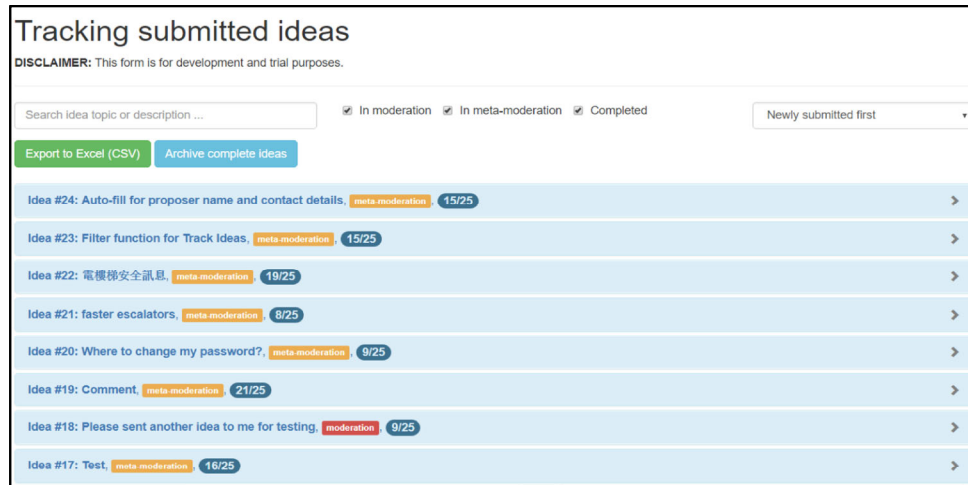 Tracking submitted ideas
DISCLAIMER: This form is for development and trial purposes.
Search idea topic or description ... In moderation In meta-moderation Completed Newly submitted first
Export to Excel (CSV) Archive complete ideas
Idea #24: Auto-fill for proposer name and contact details, meta-moderation, 15/25
Idea #23: Filter function for Track Ideas, meta-moderation, 15/25
Idea #22: 電樓梯安全訊息, meta-moderation, 19/25
Idea #21: faster escalators, meta-moderation, 8/25
Idea #20: Where to change my password?, meta-moderation, 9/25
Idea #19: Comment, meta-moderation, 21/25
Idea #18: Please sent another idea to me for testing, moderation, 9/25
Idea #17: Test, meta-moderation, 16/25